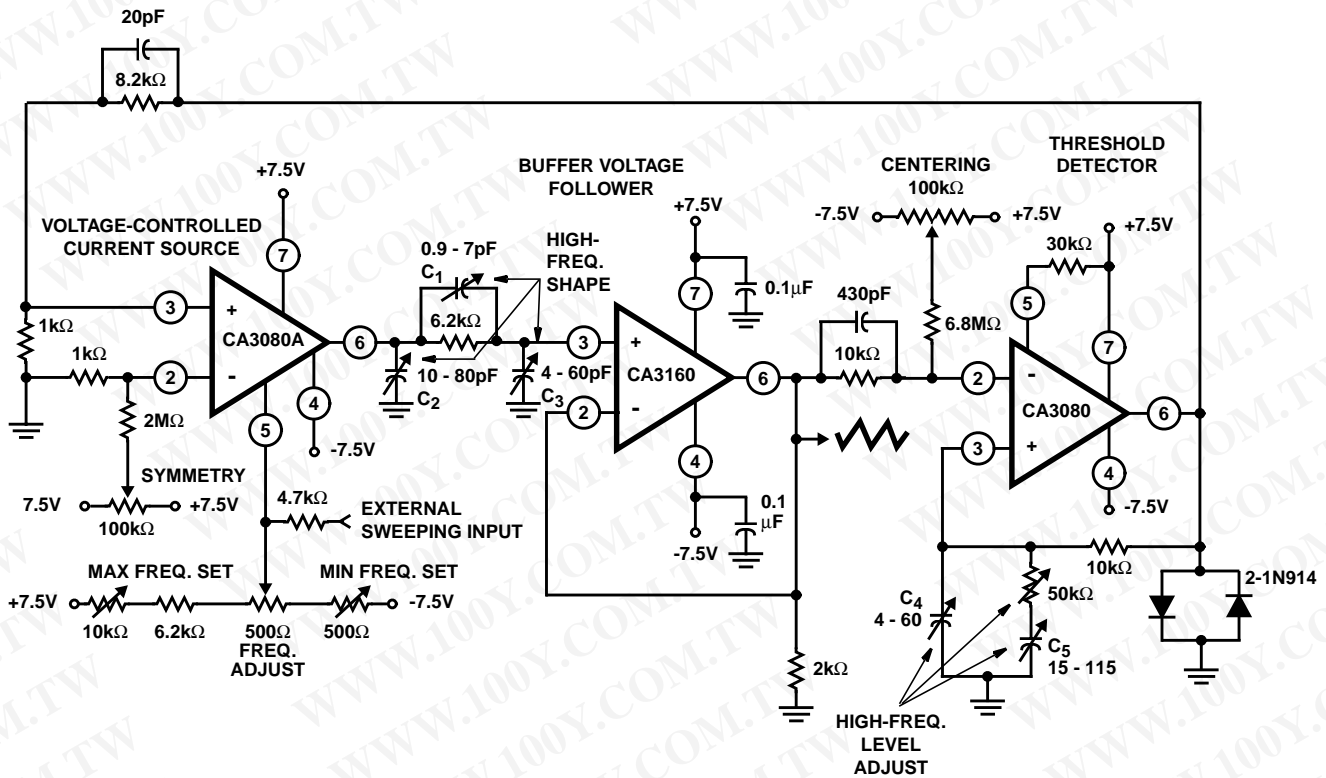 20pF
8.2kΩ
+7.5V
VOLTAGE-CONTROLLED
CURRENT SOURCE
7
3
+
CA3080A
6
1kΩ
1kΩ
2
-
4
-7.5V
5
2MΩ
SYMMETRY
7.5V
+7.5V
100kΩ
4.7kΩ
EXTERNAL
SWEEPING INPUT
MAX FREQ. SET
MIN FREQ. SET
+7.5V
-7.5V
10kΩ
6.2kΩ
500Ω
FREQ.
ADJUST
500Ω
0.9 - 7pF
C1
6.2kΩ
HIGH-
FREQ.
SHAPE
10 - 80pF
C2
4 - 60pF
C3
BUFFER VOLTAGE
FOLLOWER
+7.5V
7
0.1µF
3
+
CA3160
6
2
-
4
0.1
µF
-7.5V
2kΩ
CENTERING
100kΩ
-7.5V
+7.5V
430pF
10kΩ
6.8MΩ
THRESHOLD
DETECTOR
+7.5V
30kΩ
5
7
2
-
CA3080
6
3
+
4
-7.5V
10kΩ
50kΩ
C4
4 - 60
C5
15 - 115
2-1N914
HIGH-FREQ.
LEVEL
ADJUST
WWW.100Y.COM.TW